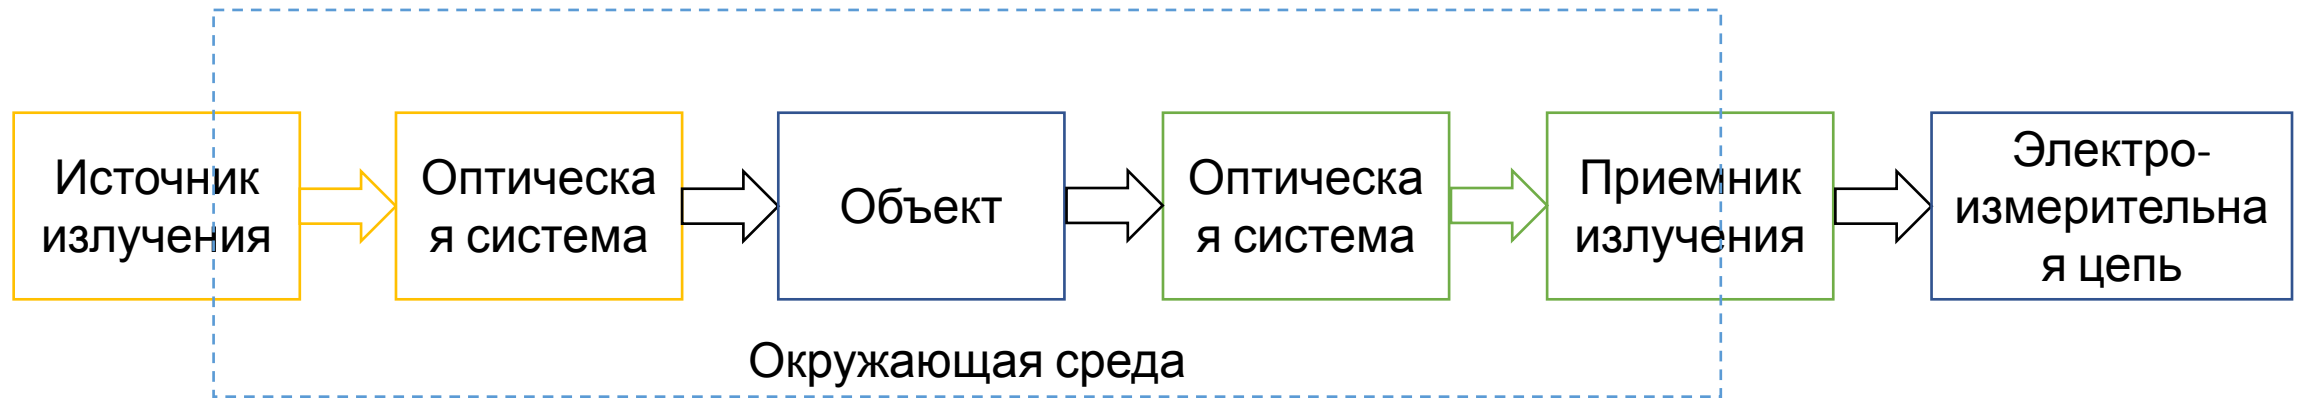 Источник
излучения
Оптическа
я система
Объект
Оптическа
я система
Приемник
излучения
Электро-
измерительна
я цепь
Окружающая среда